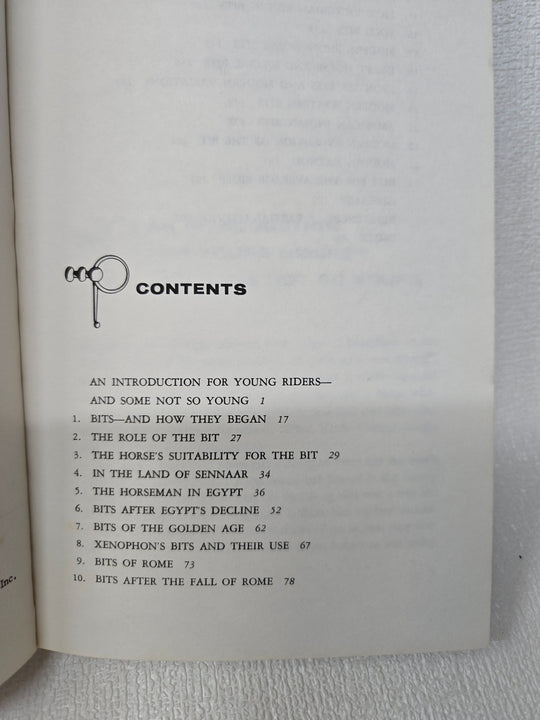 CONTENTS
AN INTRODUCTION FOR YOUNG RIDERS—
AND SOME NOT SO YOUNG 1
1. BITS—AND HOW THEY BEGAN 17
2. THE ROLE OF THE BIT 27
3. THE HORSE'S SUITABILITY FOR THE BIT 29
4. IN THE LAND OF SENNAAR 34
5. THE HORSEMAN IN EGYPT 36
6. BITS AFTER EGYPT'S DECLINE 52
7. BITS OF THE GOLDEN AGE 62
8. XENOPHON'S BITS AND THEIR USE 67
9. BITS OF ROME 73
10. BITS AFTER THE FALL OF ROME 78
Inc.